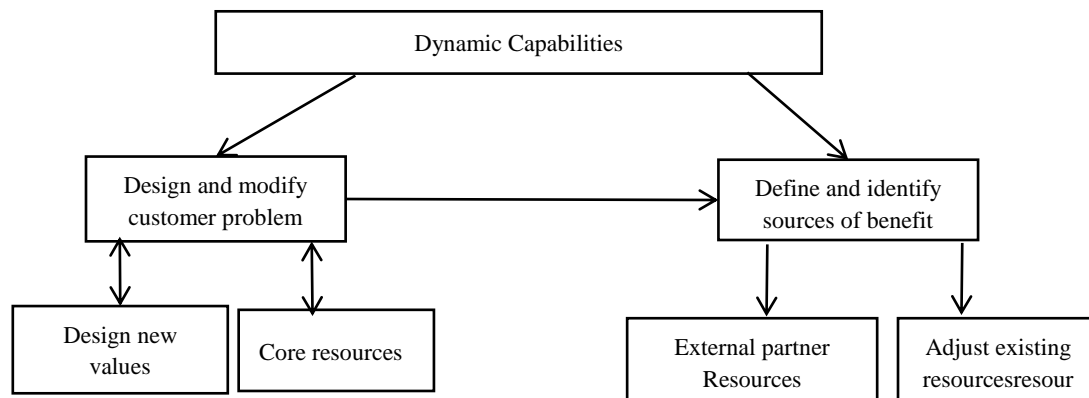 Dynamic Capabilities
Design and modify
customer problem
Define and identify
sources of benefit
Design new
values
Core resources
External partner
Resources
Adjust existing
resourcesresour